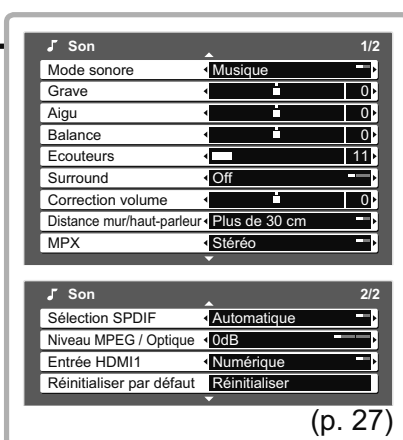 Son 1/2
Mode sonore Musique
Grave 0
Aigu 0
Balance 0
Ecouteurs 11
Surround Off
Correction volume 0
Distance mur/haut-parleur Plus de 30 cm
MPX Stéréo
Son 2/2
Sélection SPDIF Automatique
Niveau MPEG / Optique 0dB
Entrée HDMI1 Numérique
Réinitialiser par défaut Réinitialiser
(p. 27)